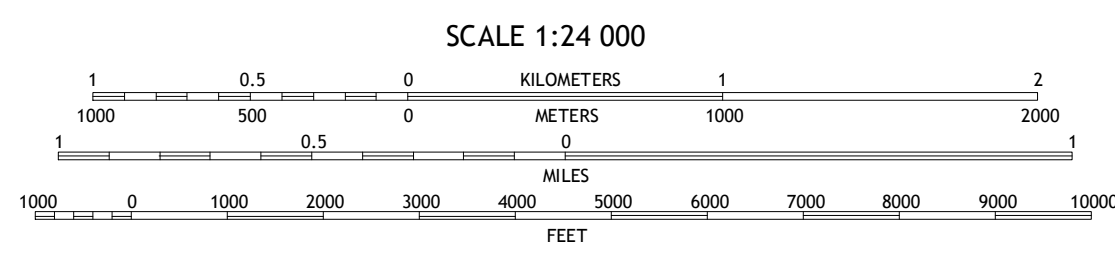 SCALE 1:24 000
1 0.5 0 KILOMETERS 1 2
1000 500 0 METERS 1000 2000
1 0.5 0 1
MILES
1000 0 1000 2000 3000 4000 5000 6000 7000 8000 9000 10000
FEET